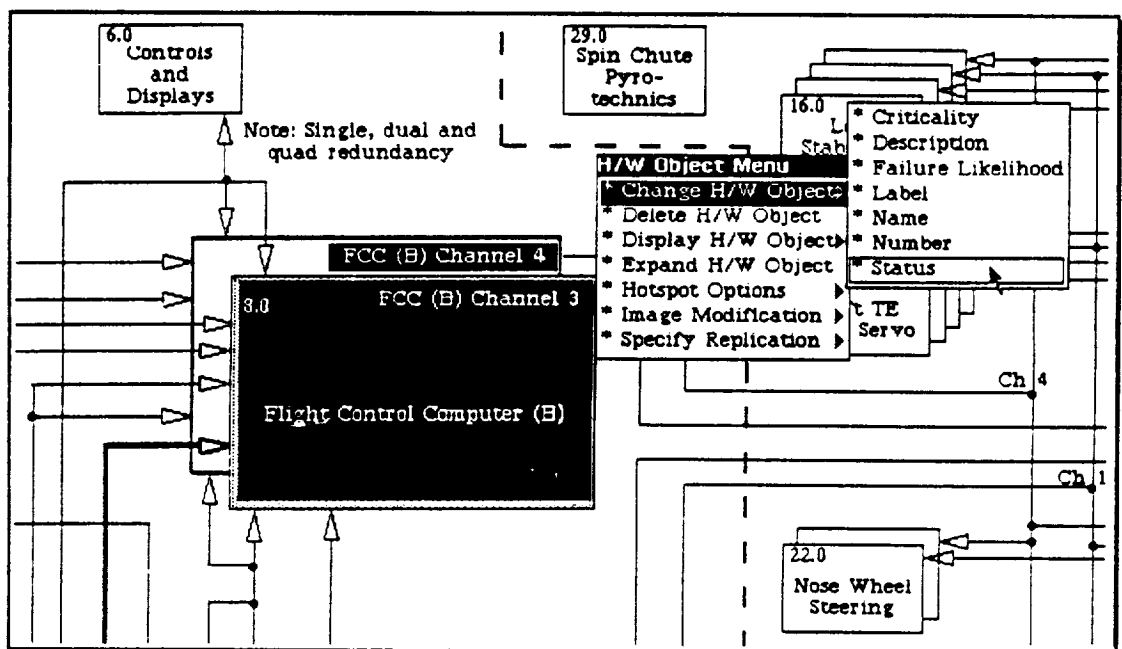 6.0
Controls
and
Displays
29.0
Spin Chute
Pyro-
technics
Note: Single, dual and
quad redundancy
16.0
* Criticality
* Description
* Failure Likelihood
* Label
* Name
* Number
* Status
H/W Object Menu
* Change H/W Object
* Delete H/W Object
* Display H/W Object
* Expand H/W Object
* Hotspot Options
* Image Modification
* Specify Replication
TE
Servo
FCC (B) Channel 4
FCC (B) Channel 3
3.0
Flight Control Computer (B)
Ch 4
Ch 1
22.0
Nose Wheel
Steering